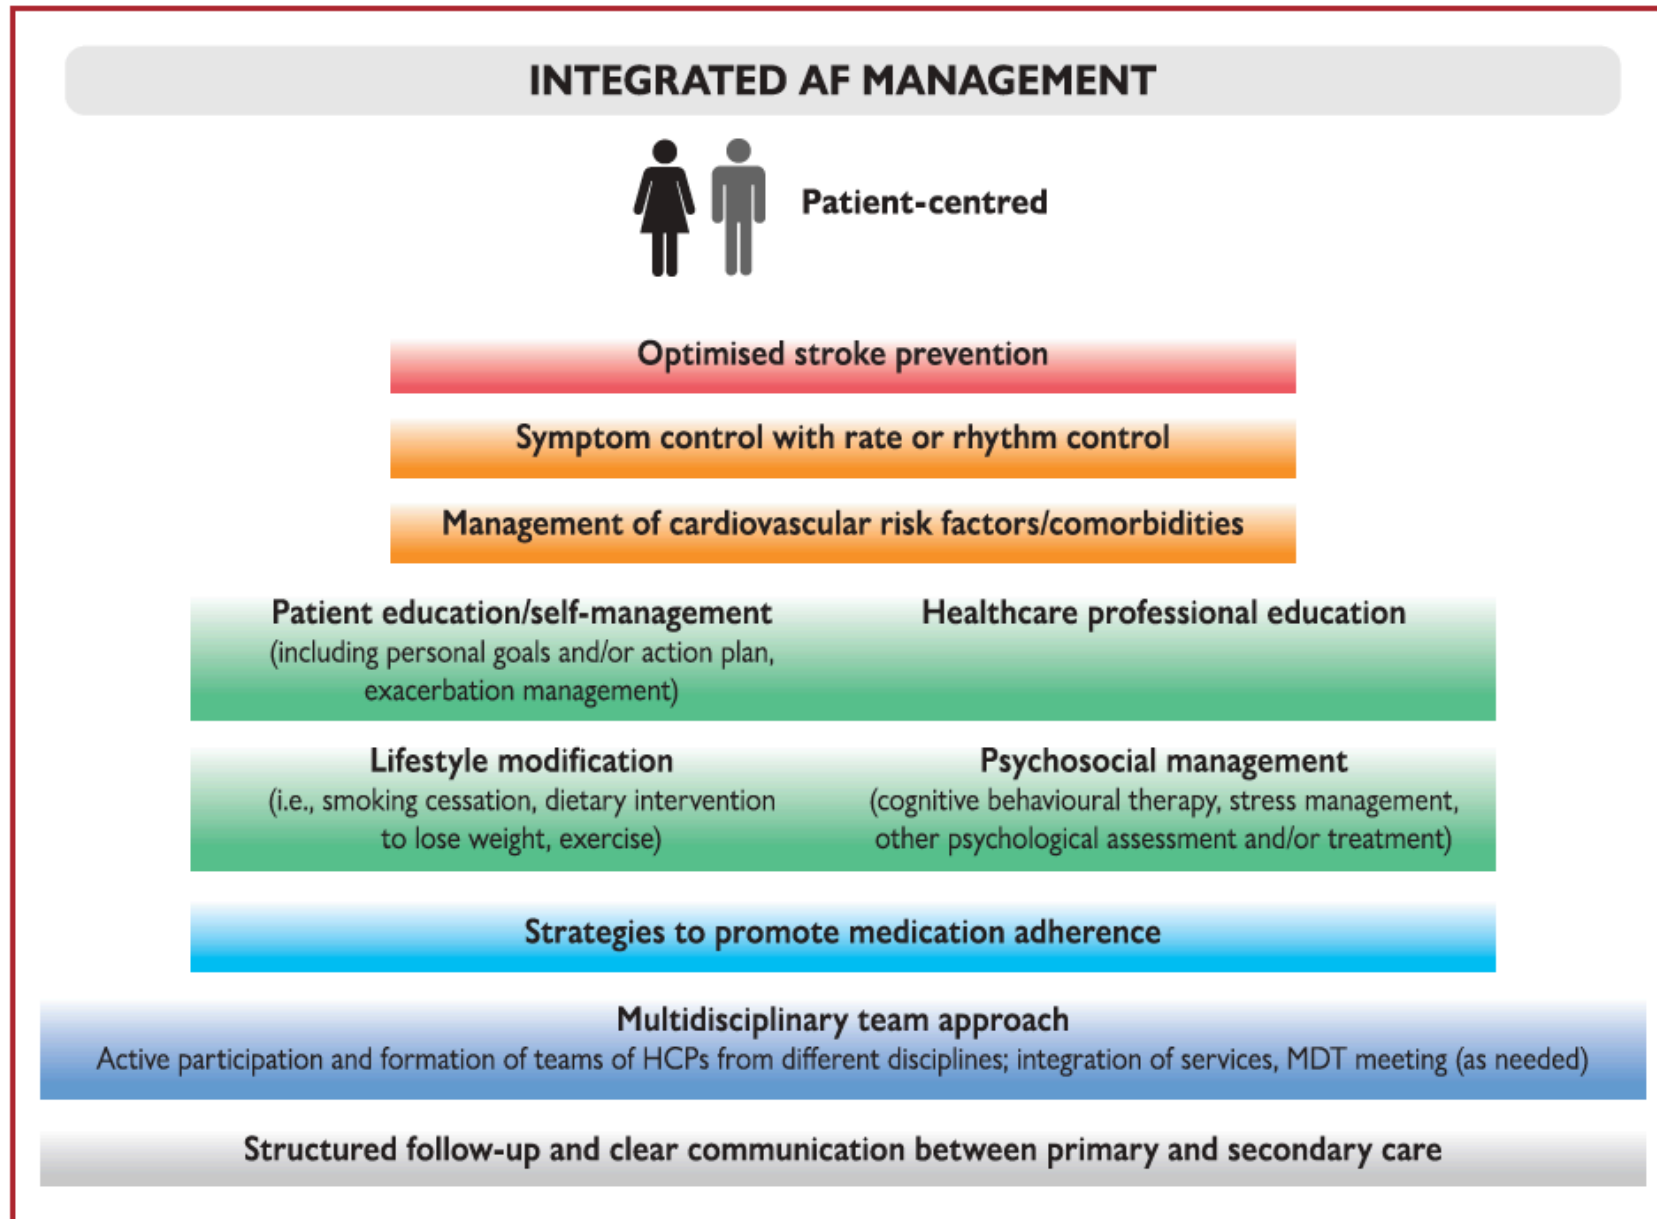 INTEGRATED AF MANAGEMENT
Patient-centred
Optimised stroke prevention
Symptom control with rate or rhythm control
Management of cardiovascular risk factors/comorbidities
Patient education/self-management
(including personal goals and/or action plan,
exacerbation management)
Healthcare professional education
Lifestyle modification
(i.e., smoking cessation, dietary intervention
to lose weight, exercise)
Psychosocial management
(cognitive behavioural therapy, stress management,
other psychological assessment and/or treatment)
Strategies to promote medication adherence
Multidisciplinary team approach
Active participation and formation of teams of HCPs from different disciplines; integration of services, MDT meeting (as needed)
Structured follow-up and clear communication between primary and secondary care